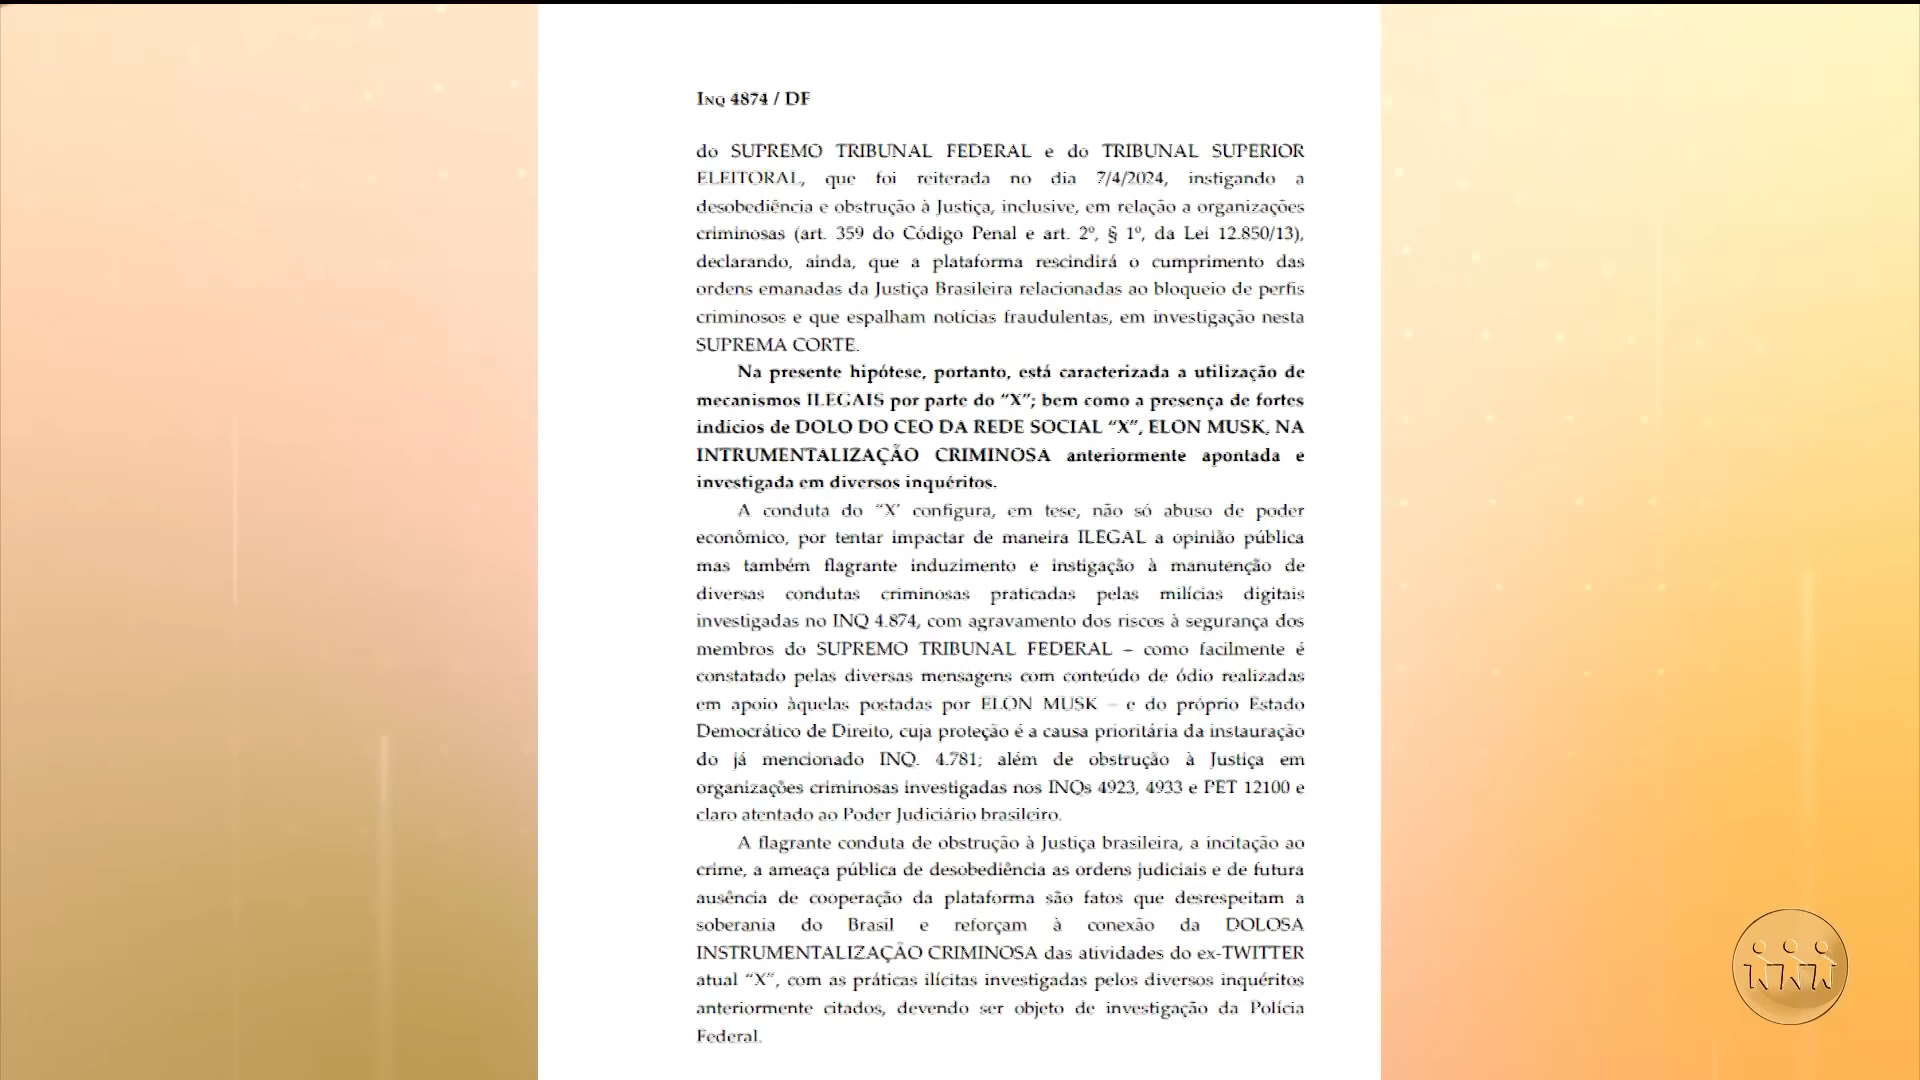 INQ 4874 / DF
do SUPREMO TRIBUNAL FEDERAL e do TRIBUNAL SUPERIOR
ELEITORAL, que foi reiterada no dia 7/4/2024, instigando a
desobediência e obstrução à Justiça, inclusive, em relação a organizações
criminosas (art. 359 do Código Penal e art. 2º, § 1º, da Lei 12.850/13),
declarando, ainda, que a plataforma rescindirá o cumprimento das
ordens emanadas da Justiça Brasileira relacionadas ao bloqueio de perfis
criminosos e que espalham notícias fraudulentas, em investigação nesta
SUPREMA CORTE.
Na presente hipótese, portanto, está caracterizada a utilização de
mecanismos ILEGAIS por parte do “X”; bem como a presença de fortes
indícios de DOLO DO CEO DA REDE SOCIAL “X”, ELON MUSK, NA
INTRUMENTALIZAÇÃO CRIMINOSA anteriormente apontada e
investigada em diversos inquéritos.
A conduta do “X’ configura, em tese, não só abuso de poder
econômico, por tentar impactar de maneira ILEGAL a opinião pública
mas também flagrante induzimento e instigação à manutenção de
diversas condutas criminosas praticadas pelas milícias digitais
investigadas no INQ 4.874, com agravamento dos riscos à segurança dos
membros do SUPREMO TRIBUNAL FEDERAL – como facilmente é
constatado pelas diversas mensagens com conteúdo de ódio realizadas
em apoio àquelas postadas por ELON MUSK – e do próprio Estado
Democrático de Direito, cuja proteção é a causa prioritária da instauração
do já mencionado INQ. 4.781; além de obstrução à Justiça em
organizações criminosas investigadas nos INQs 4923, 4933 e PET 12100 e
claro atentado ao Poder Judiciário brasileiro.
A flagrante conduta de obstrução à Justiça brasileira, a incitação ao
crime, a ameaça pública de desobediência as ordens judiciais e de futura
ausência de cooperação da plataforma são fatos que desrespeitam a
soberania do Brasil e reforçam à conexão da DOLOSA
INSTRUMENTALIZAÇÃO CRIMINOSA das atividades do ex-TWITTER
atual “X”, com as práticas ilícitas investigadas pelos diversos inquéritos
anteriormente citados, devendo ser objeto de investigação da Polícia
Federal.